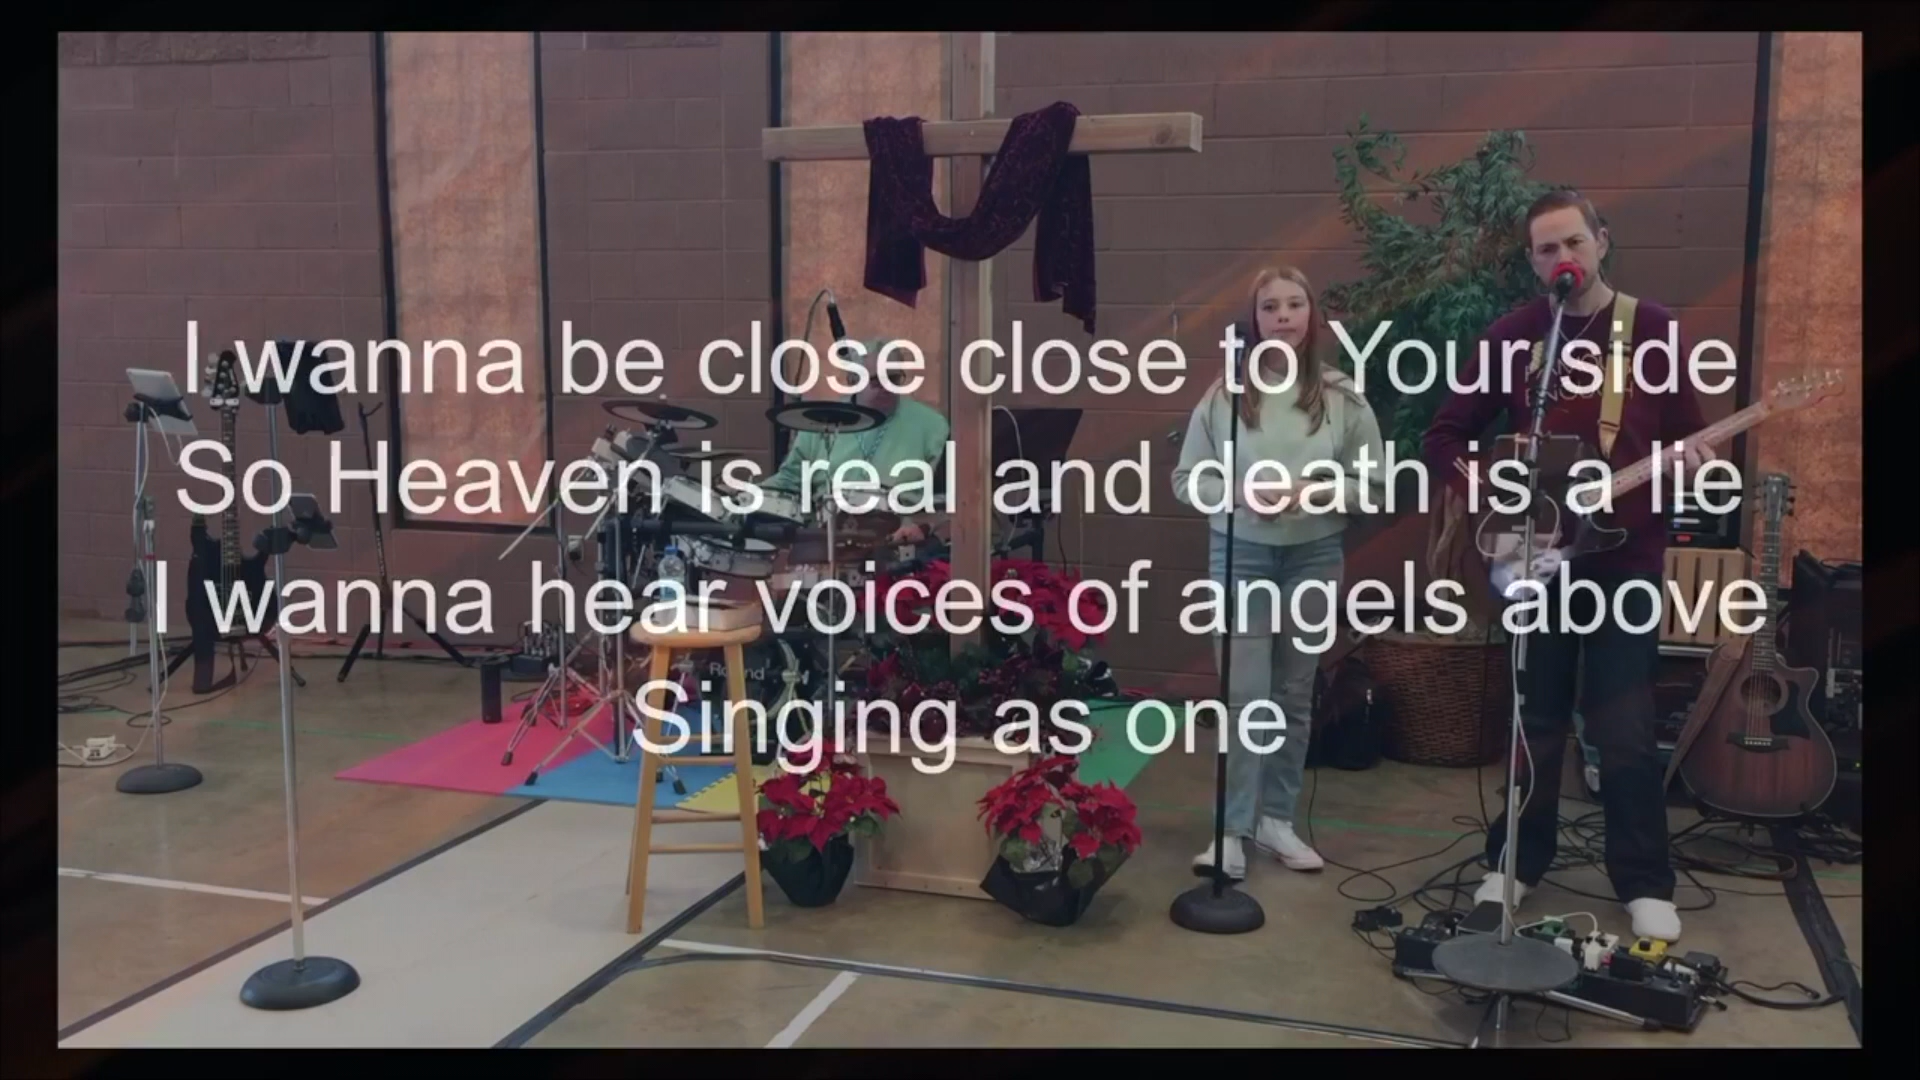 I wanna be close close to Your side
So Heaven is real and death is a lie
I wanna hear voices of angels above
Singing as one
Roland